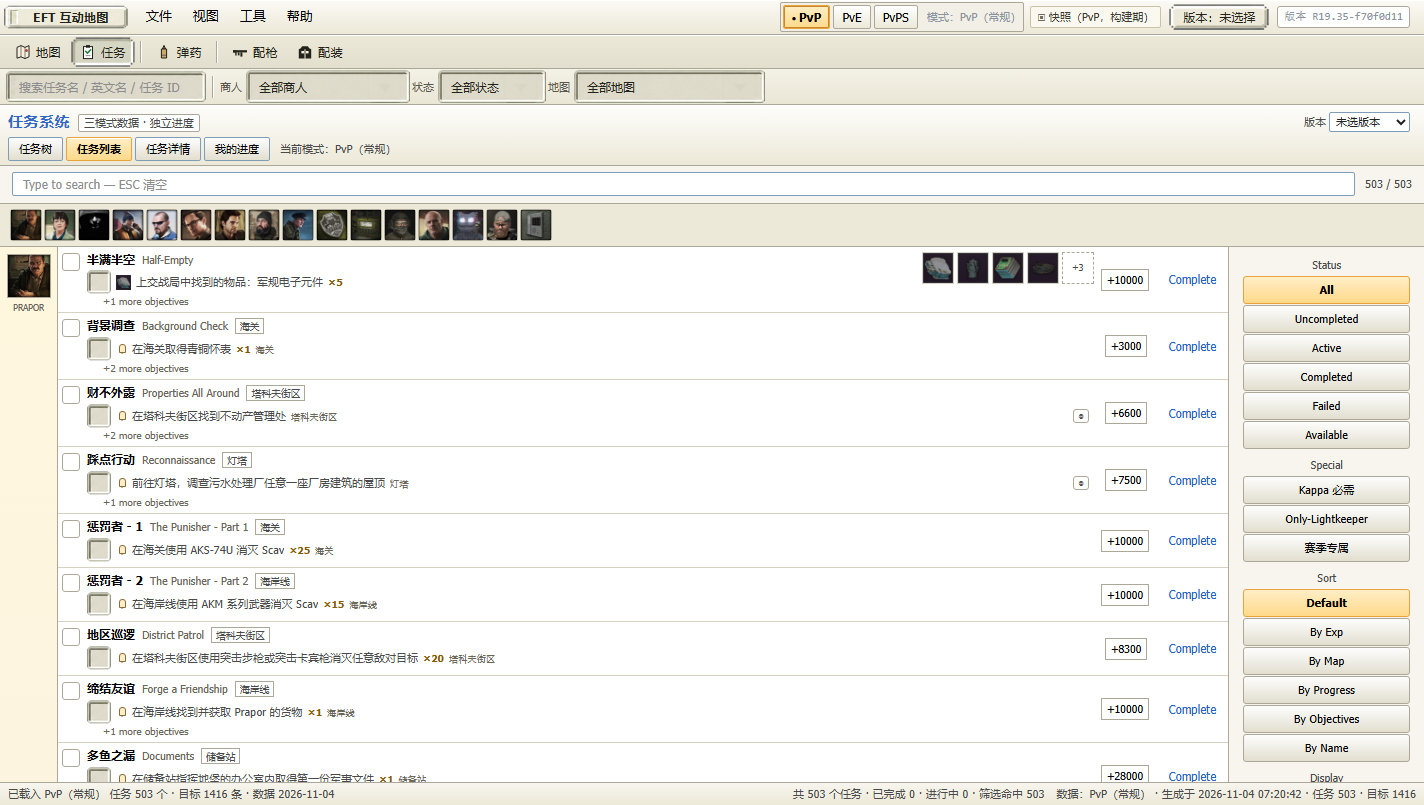 EFT 互动地图 文件 视图 工具 帮助 • PvP PvE PvPS 模式：PvP（常规） 快照（PvP，构建期） 版本：未选择 版本 R19.35-f70f0d11
地图 任务 弹药 配枪 配装
搜索任务名 / 英文名 / 任务 ID 商人 全部商人 状态 全部状态 地图 全部地图
任务系统 三模式数据 · 独立进度 版本 未选版本
任务树 任务列表 任务详情 我的进度 当前模式：PvP（常规）
Type to search — ESC 清空 503 / 503
PRAPOR
半满半空 Half-Empty
上交战局中找到的物品：军规电子元件 ×5 +3 +10000 Complete
+1 more objectives
背景调查 Background Check 海关
在海关取得青铜怀表 ×1 海关 +3000 Complete
+2 more objectives
财不外露 Properties All Around 塔科夫街区
在塔科夫街区找到不动产管理处 塔科夫街区 +6600 Complete
+2 more objectives
踩点行动 Reconnaissance 灯塔
前往灯塔，调查污水处理厂任意一座厂房建筑的屋顶 灯塔 +7500 Complete
+1 more objectives
惩罚者 - 1 The Punisher - Part 1 海关
在海关使用 AKS-74U 消灭 Scav ×25 海关 +10000 Complete
惩罚者 - 2 The Punisher - Part 2 海岸线
在海岸线使用 AKM 系列武器消灭 Scav ×15 海岸线 +10000 Complete
地区巡逻 District Patrol 塔科夫街区
在塔科夫街区使用突击步枪或突击卡宾枪消灭任意敌对目标 ×20 塔科夫街区 +8300 Complete
缔结友谊 Forge a Friendship 海岸线
在海岸线找到并获取 Prapor 的货物 ×1 海岸线 +10000 Complete
+1 more objectives
多鱼之漏 Documents 储备站
在储备站指挥地堡的办公室内取得第一份军事文件 ×1 储备站 +28000 Complete
Status
All
Uncompleted
Active
Completed
Failed
Available
Special
Kappa 必需
Only-Lightkeeper
赛季专属
Sort
Default
By Exp
By Map
By Progress
By Objectives
By Name
Display
已载入 PvP（常规） 任务 503 个 · 目标 1416 条 · 数据 2026-11-04 共 503 个任务 · 已完成 0 · 进行中 0 · 筛选命中 503 数据：PvP（常规） · 生成于 2026-11-04 07:20:42 · 任务 503 · 目标 1416